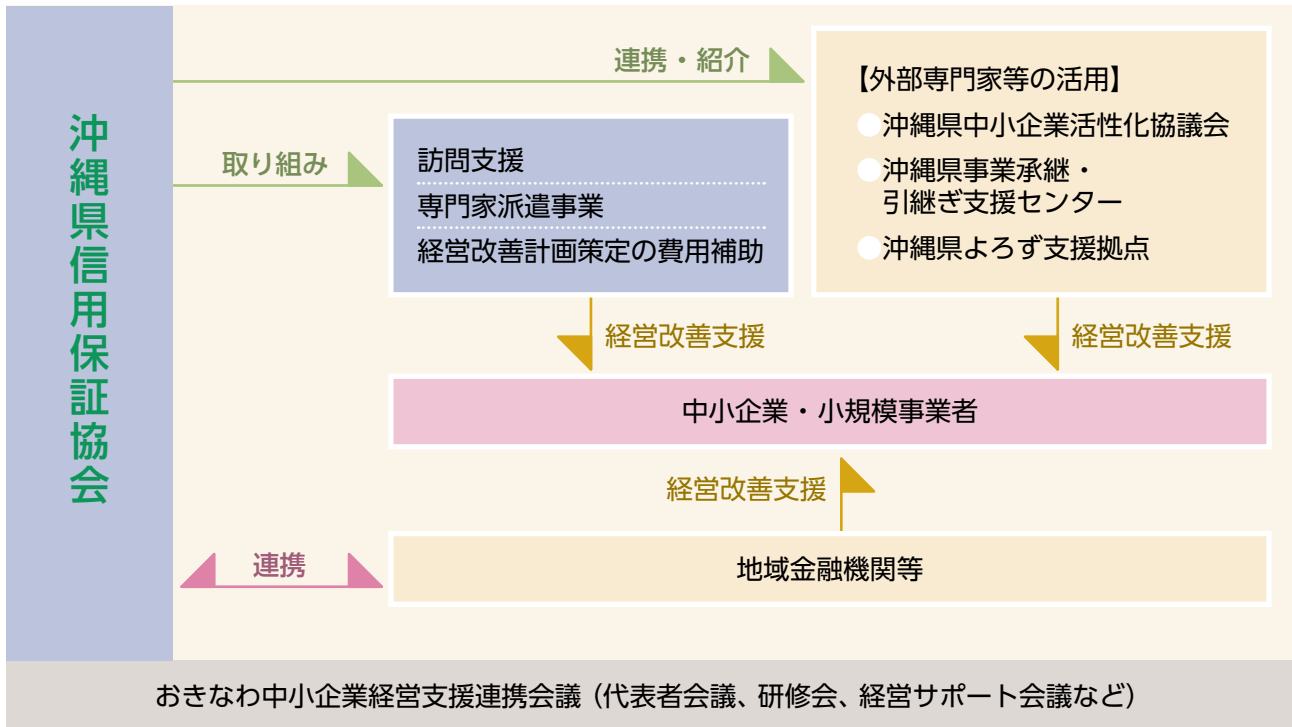 沖縄県信用保証協会
連携・紹介
【外部専門家等の活用】
●沖縄県中小企業活性化協議会
●沖縄県事業承継・
引継ぎ支援センター
●沖縄県よろず支援拠点
取り組み
訪問支援
専門家派遣事業
経営改善計画策定の費用補助
経営改善支援
経営改善支援
中小企業・小規模事業者
経営改善支援
連携
地域金融機関等
おきなわ中小企業経営支援連携会議（代表者会議、研修会、経営サポート会議など）